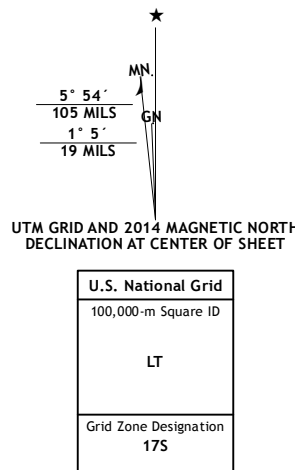 ★
MN.
GN
5° 54´
105 MILS
1° 5´
19 MILS
UTM GRID AND 2014 MAGNETIC NORTH
DECLINATION AT CENTER OF SHEET
U.S. National Grid
100,000-m Square ID
LT
Grid Zone Designation
17S